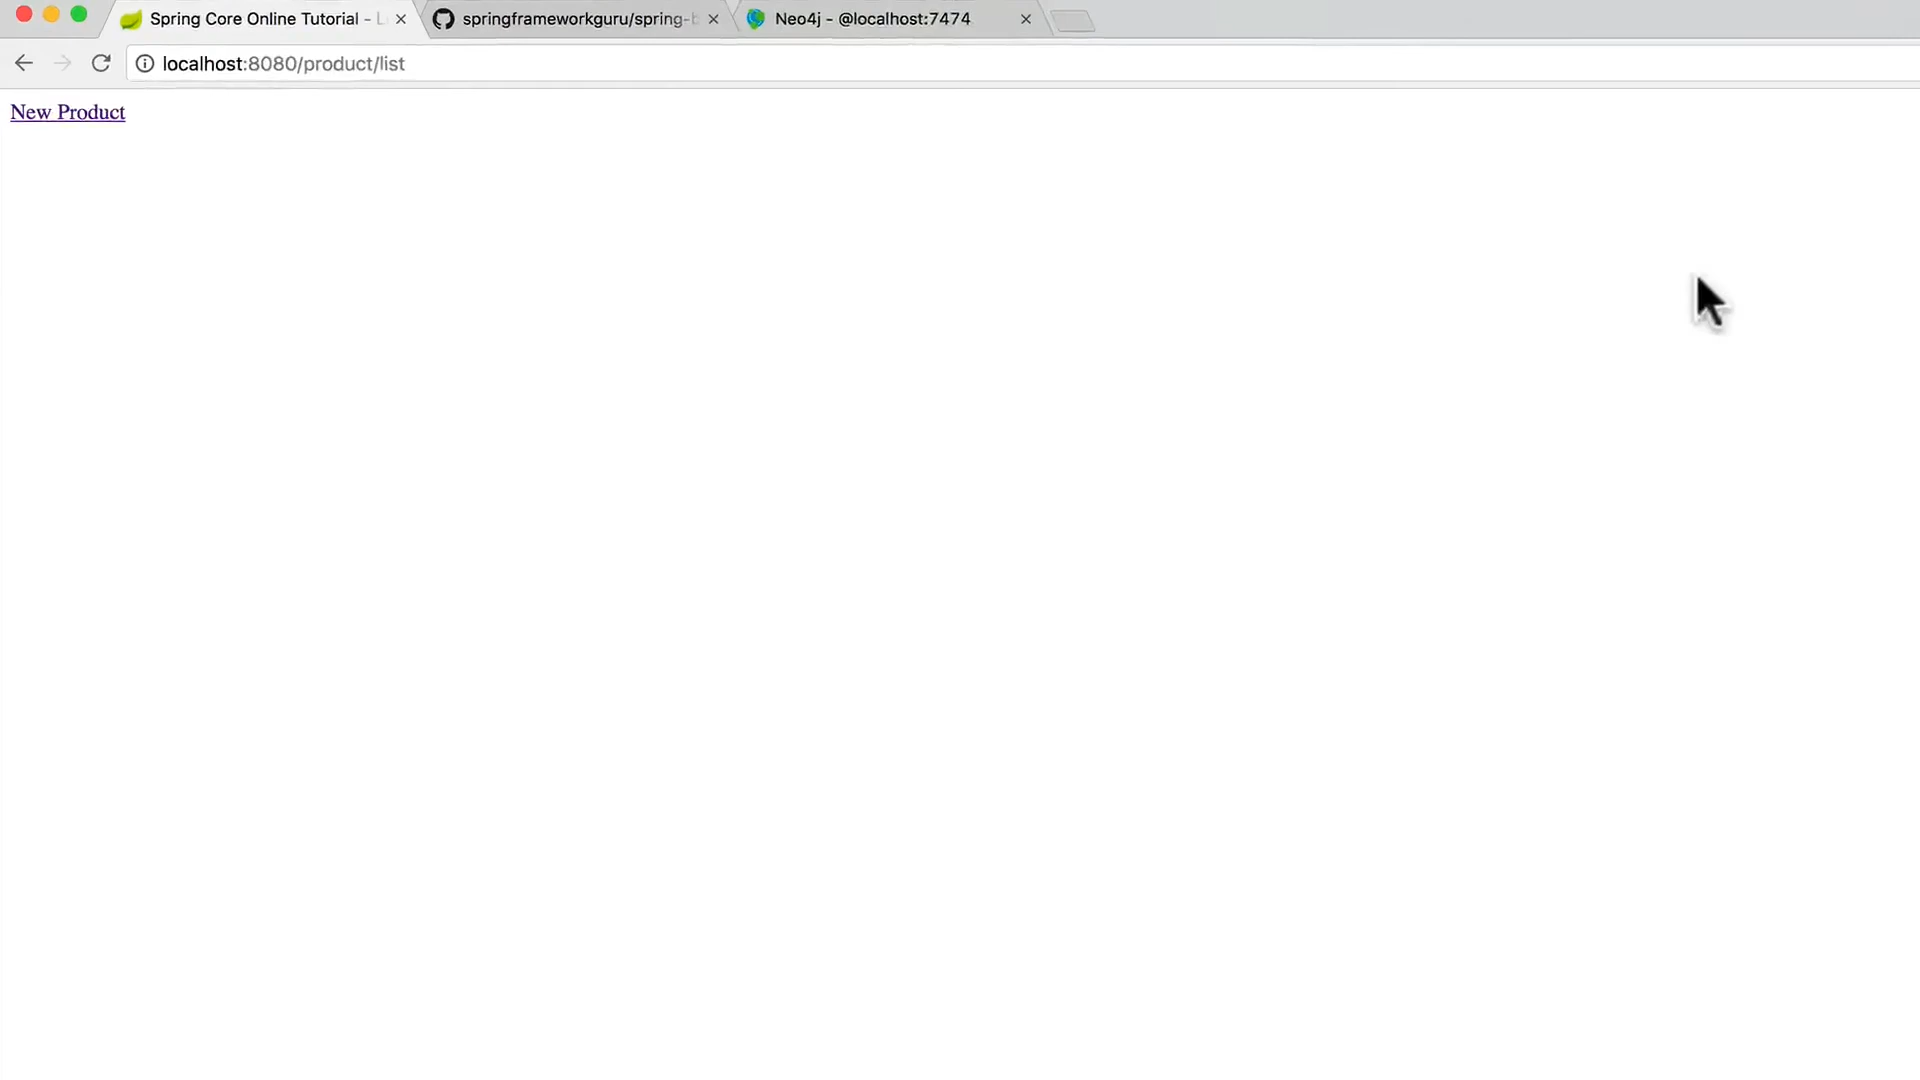 Spring Core Online Tutorial - L
springframeworkguru/spring-b
Neo4j - @localhost:7474
localhost:8080/product/list
New Product